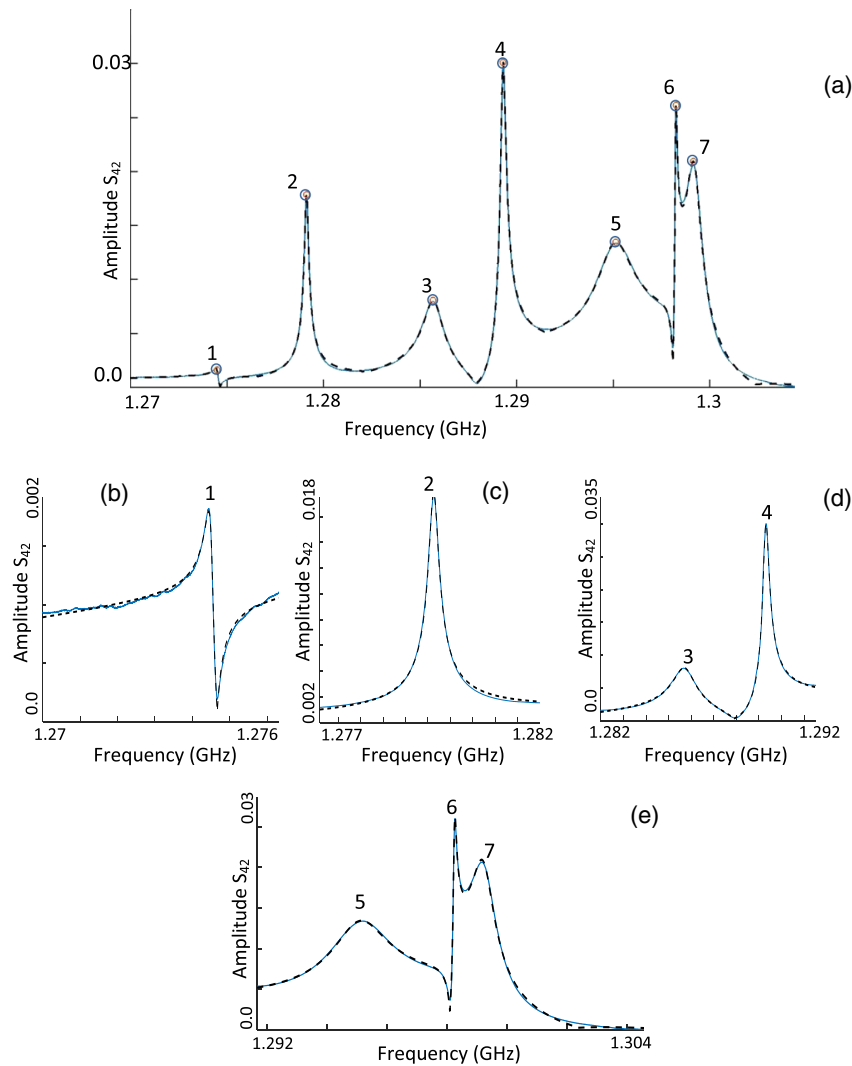 4
0.03
(a)
6
7
2
Amplitude S42
5
3
1
0.0
1.27
1.28
1.29
1.3
Frequency (GHz)
0.002
(b)
1
Amplitude S42
0.0
1.27
1.276
Frequency (GHz)
0.018
2
(c)
Amplitude S42
0.002
1.277
1.282
Frequency (GHz)
0.035
(d)
4
Amplitude S42
3
0.0
1.282
1.292
Frequency (GHz)
0.03
6
(e)
7
5
Amplitude S42
0.0
1.292
1.304
Frequency (GHz)